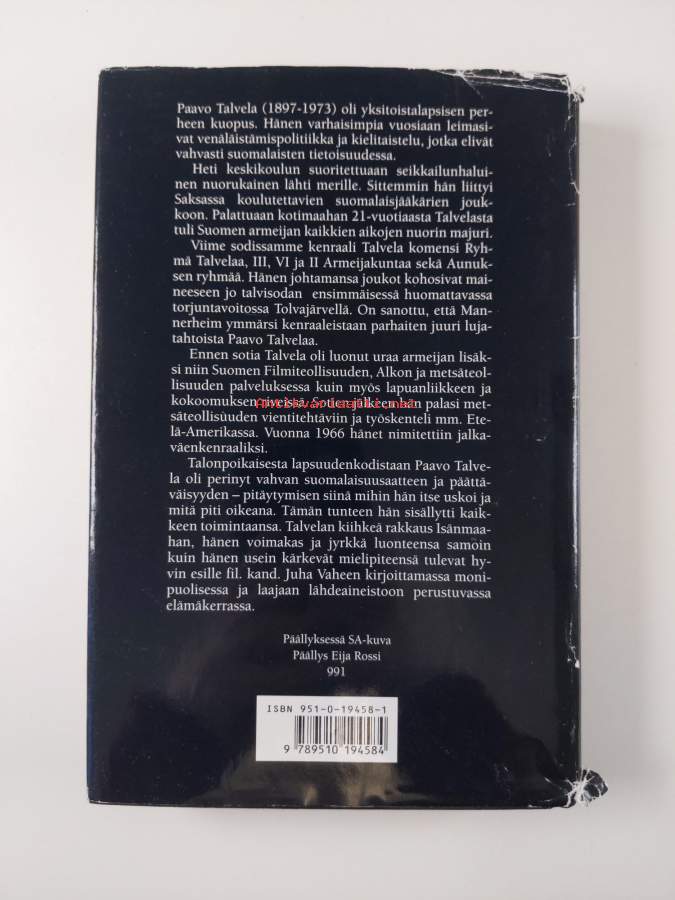 Paavo Talvela (1897-1973) oli yksitoistalapsisen per-
heen kuopus. Hänen varhaisimpia vuosiaan leimasi-
vat venäläistämispolitiikka ja kielitaistelu, jotka elivät
vahvasti suomalaisten tietoisuudessa.
Heti keskikoulun suoritettuaan seikkailunhalui-
nen nuorukainen lähti merille. Sittemmin hän liittyi
Saksassa koulutettavien suomalaisjääkärien jouk-
koon. Palattuaan kotimaahan 21-vuotiaasta Talvelasta
tuli Suomen armeijan kaikkien aikojen nuorin majuri.
Viime sodissamme kenraali Talvela komensi Ryh-
mä Talvelaa, III, VI ja II Armeijakuntaa sekä Aunuk-
sen ryhmää. Hänen johtamansa joukot kohosivat mai-
neeseen jo talvisodan ensimmäisessä huomattavassa
torjuntavoitossa Tolvajärvellä. On sanottu, että Man-
nerheim ymmärsi kenraaleistaan parhaiten juuri luja-
tahtoista Paavo Talvelaa.
Ennen sotia Talvela oli luonut uraa armeijan lisäk-
si niin Suomen Filmiteollisuuden, Alkon ja metsäteol-
lisuuden palveluksessa kuin myös lapuanliikkeen ja
kokoomuksen riveissä. Sotien jälkeen hän palasi met-
säteollisuuden vientitehtäviin ja työskenteli mm. Ete-
lä-Amerikassa. Vuonna 1966 hänet nimitettiin jalka-
väenkenraaliksi.
Talonpoikaisesta lapsuudenkodistaan Paavo Talve-
la oli perinyt vahvan suomalaisuusaatteen ja päättä-
väisyyden – pitäytymisen siinä mihin hän itse uskoi ja
mitä piti oikeana. Tämän tunteen hän sisällytti kaik-
keen toimintaansa. Talvelan kiihkeä rakkaus Isänmaa-
han, hänen voimakas ja jyrkkä luonteensa samoin
kuin hänen usein kärkevät mielipiteensä tulevat hy-
vin esille fil. kand. Juha Vaheen kirjoittamassa moni-
puolisessa ja laajaan lähdeaineistoon perustuvassa
elämäkerrassa.
Päällyksessä SA-kuva
Päällys Eija Rossi
991
ISBN 951-0-19458-1
9 789510 194584